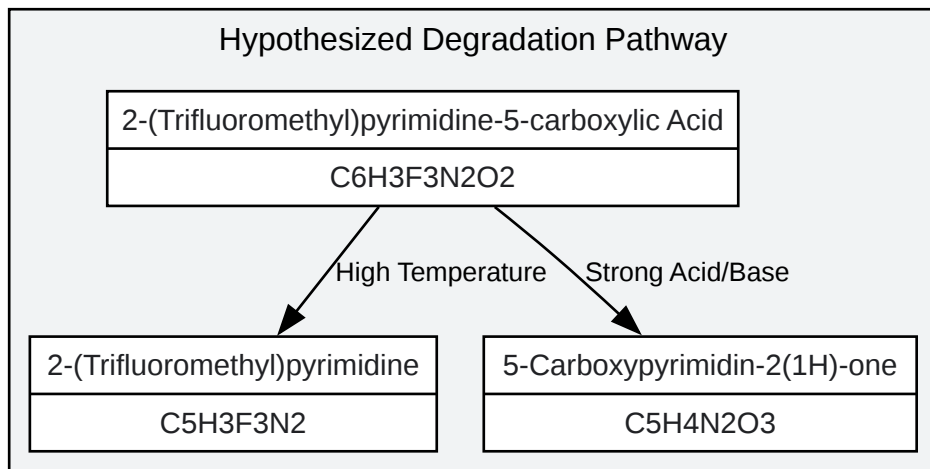 Hypothesized Degradation Pathway
2-(Trifluoromethyl)pyrimidine-5-carboxylic Acid
C6H3F3N2O2
High Temperature
Strong Acid/Base
2-(Trifluoromethyl)pyrimidine
C5H3F3N2
5-Carboxypyrimidin-2(1H)-one
C5H4N2O3